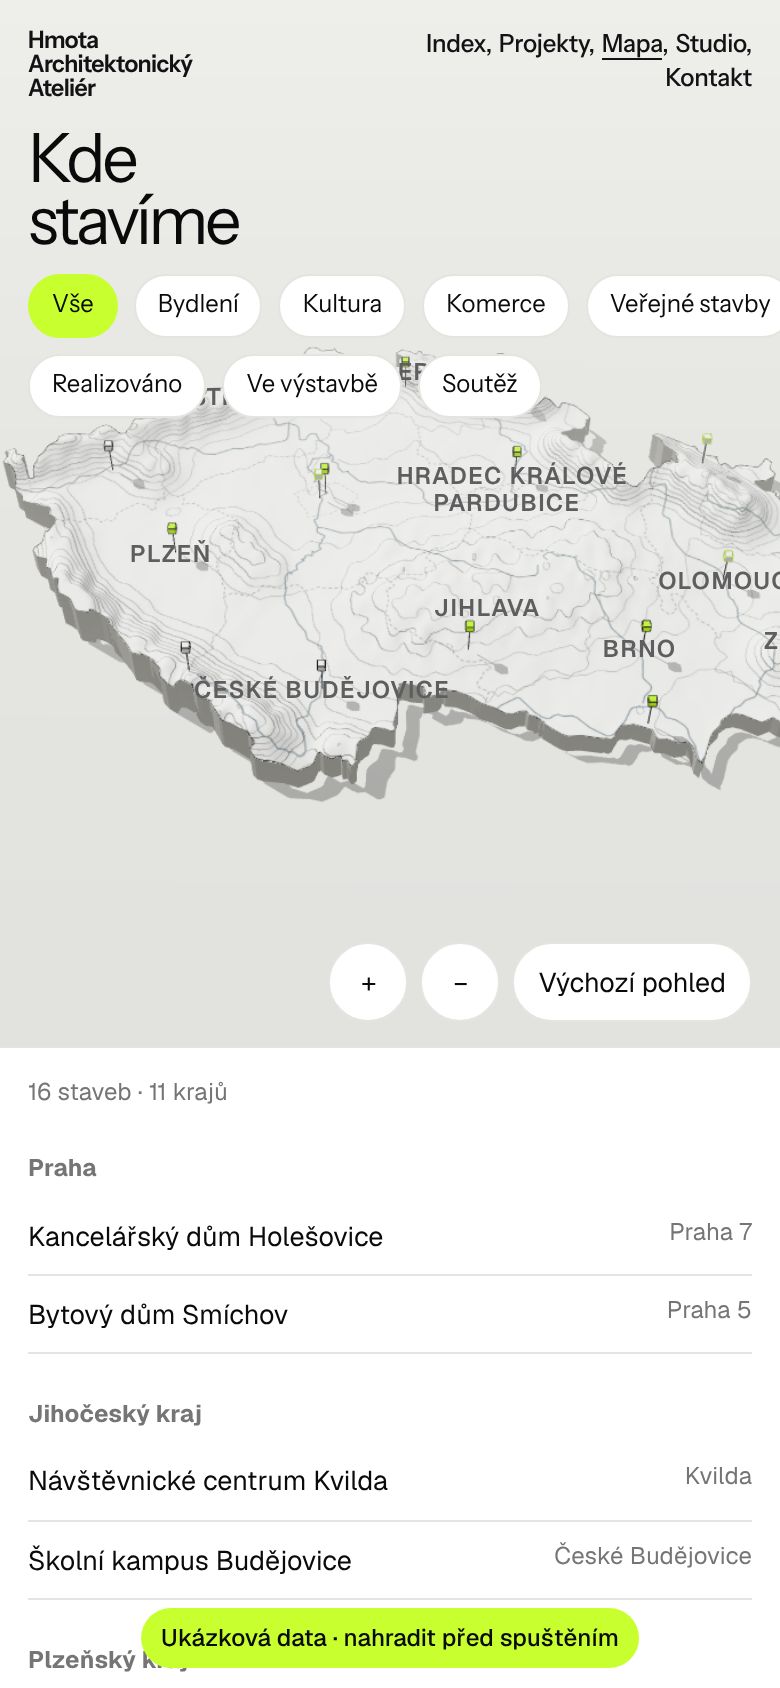 Hmota
Architektonický
Ateliér
Index, Projekty, Mapa, Studio,
Kontakt
Kde
stavíme
Vše
Bydlení
Kultura
Komerce
Veřejné stavby
Realizováno
Ve výstavbě
Soutěž
HRADEC KRÁLOVÉ
PARDUBICE
PLZEŇ
OLOMOUC
JIHLAVA
BRNO
ČESKÉ BUDĚJOVICE
+
−
Výchozí pohled
16 staveb · 11 krajů
Praha
Kancelářský dům Holešovice
Praha 7
Bytový dům Smíchov
Praha 5
Jihočeský kraj
Návštěvnické centrum Kvilda
Kvilda
Školní kampus Budějovice
České Budějovice
Ukázková data · nahradit před spuštěním
Plzeňský